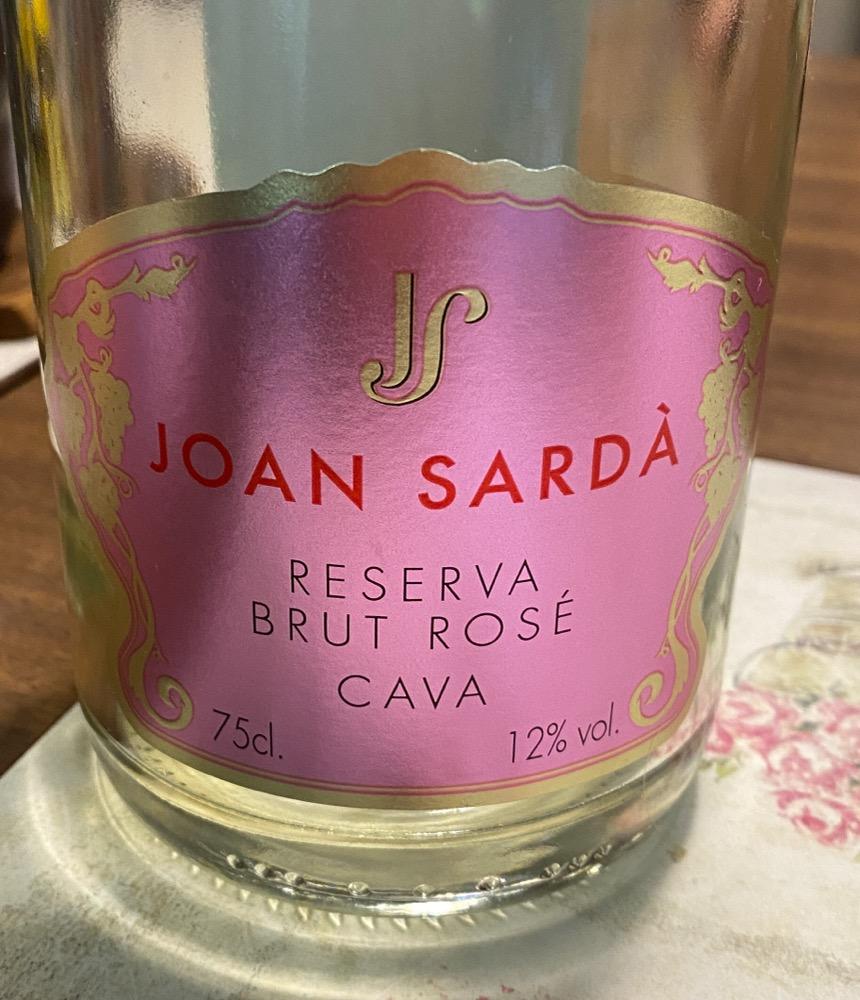 JS
JOAN SARDÀ
RESERVA
BRUT ROSÉ
CAVA
75cl. 12% vol.